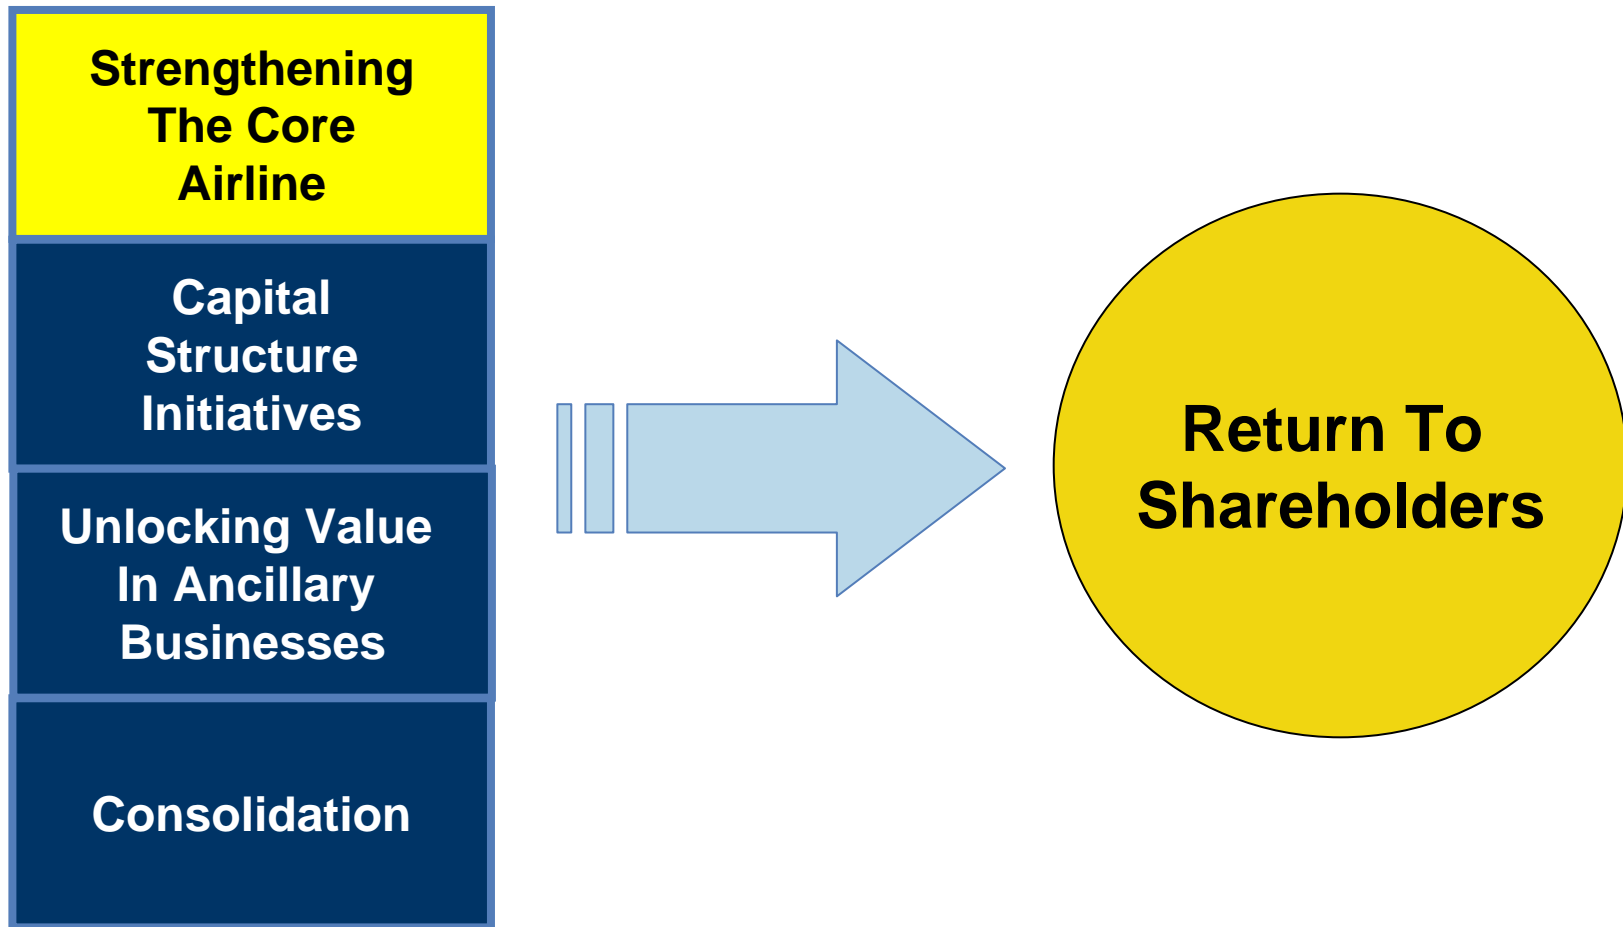 Strengthening
The Core
Airline
Capital
Structure
Initiatives
Unlocking Value
In Ancillary
Businesses
Consolidation
Return To
Shareholders